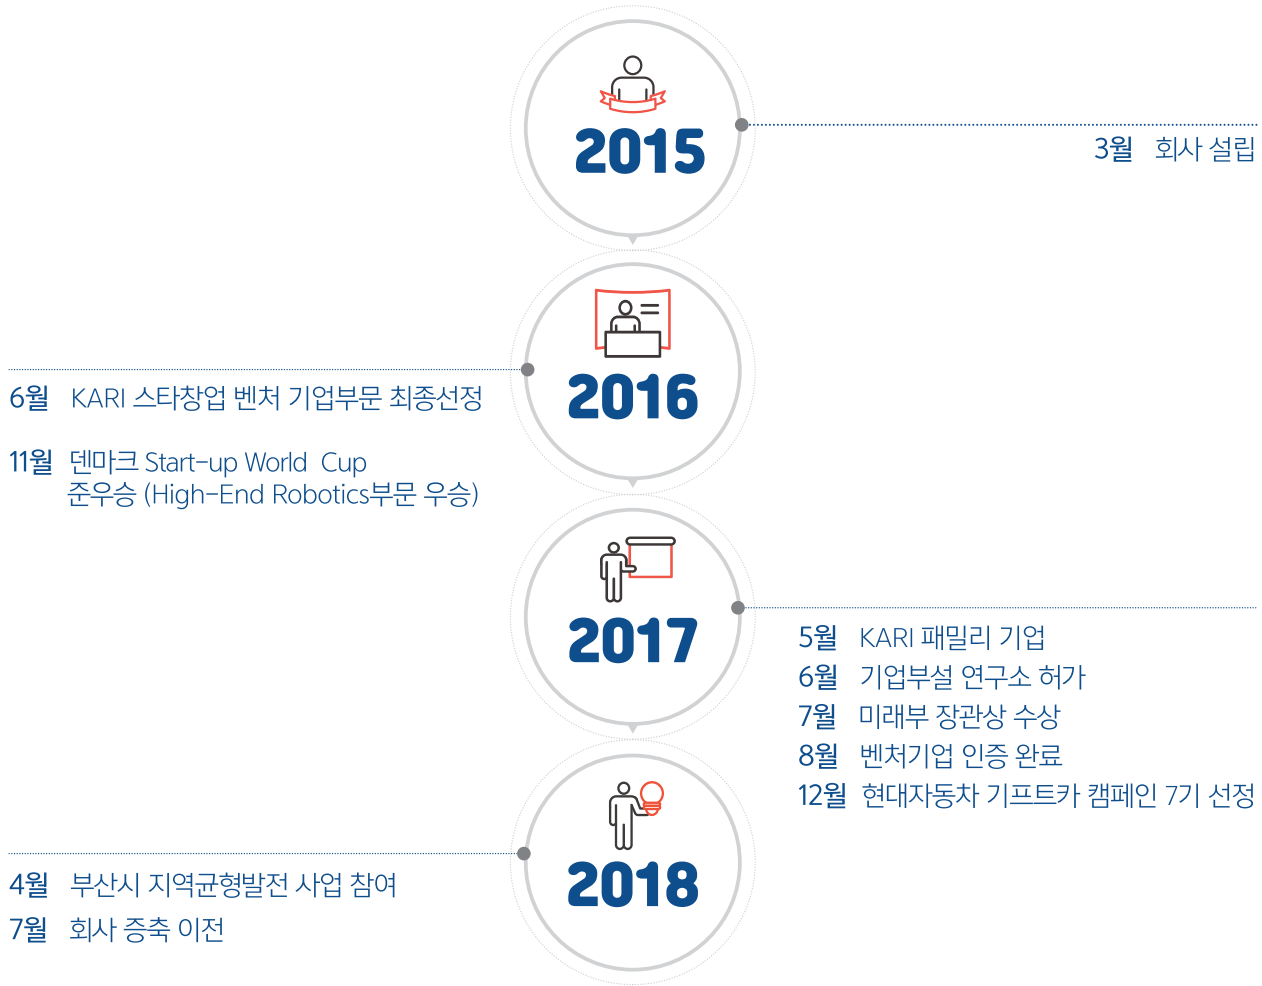 2015
3월 회사 설립
2016
6월 KARI 스타창업 벤처 기업부문 최종선정
11월 덴마크 Start-up World Cup
준우승 (High-End Robotics부문 우승)
2017
5월 KARI 패밀리 기업
6월 기업부설 연구소 허가
7월 미래부 장관상 수상
8월 벤처기업 인증 완료
12월 현대자동차 기프트카 캠페인 7기 선정
2018
4월 부산시 지역균형발전 사업 참여
7월 회사 증축 이전